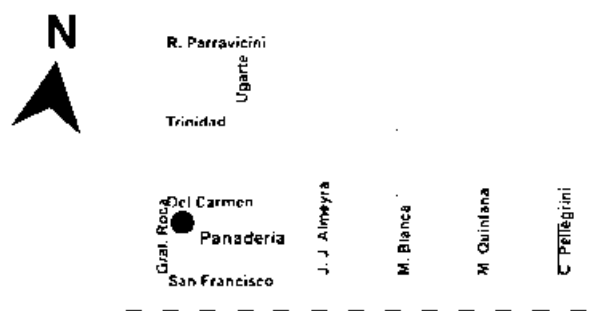 N
R. Parravicini
Ugarte
Trinidad
Del Carmen
Gral. Roca
Panaderia
San Francisco
J. J. Almeyra
M. Blanca
M Quintana
C Pellegrini